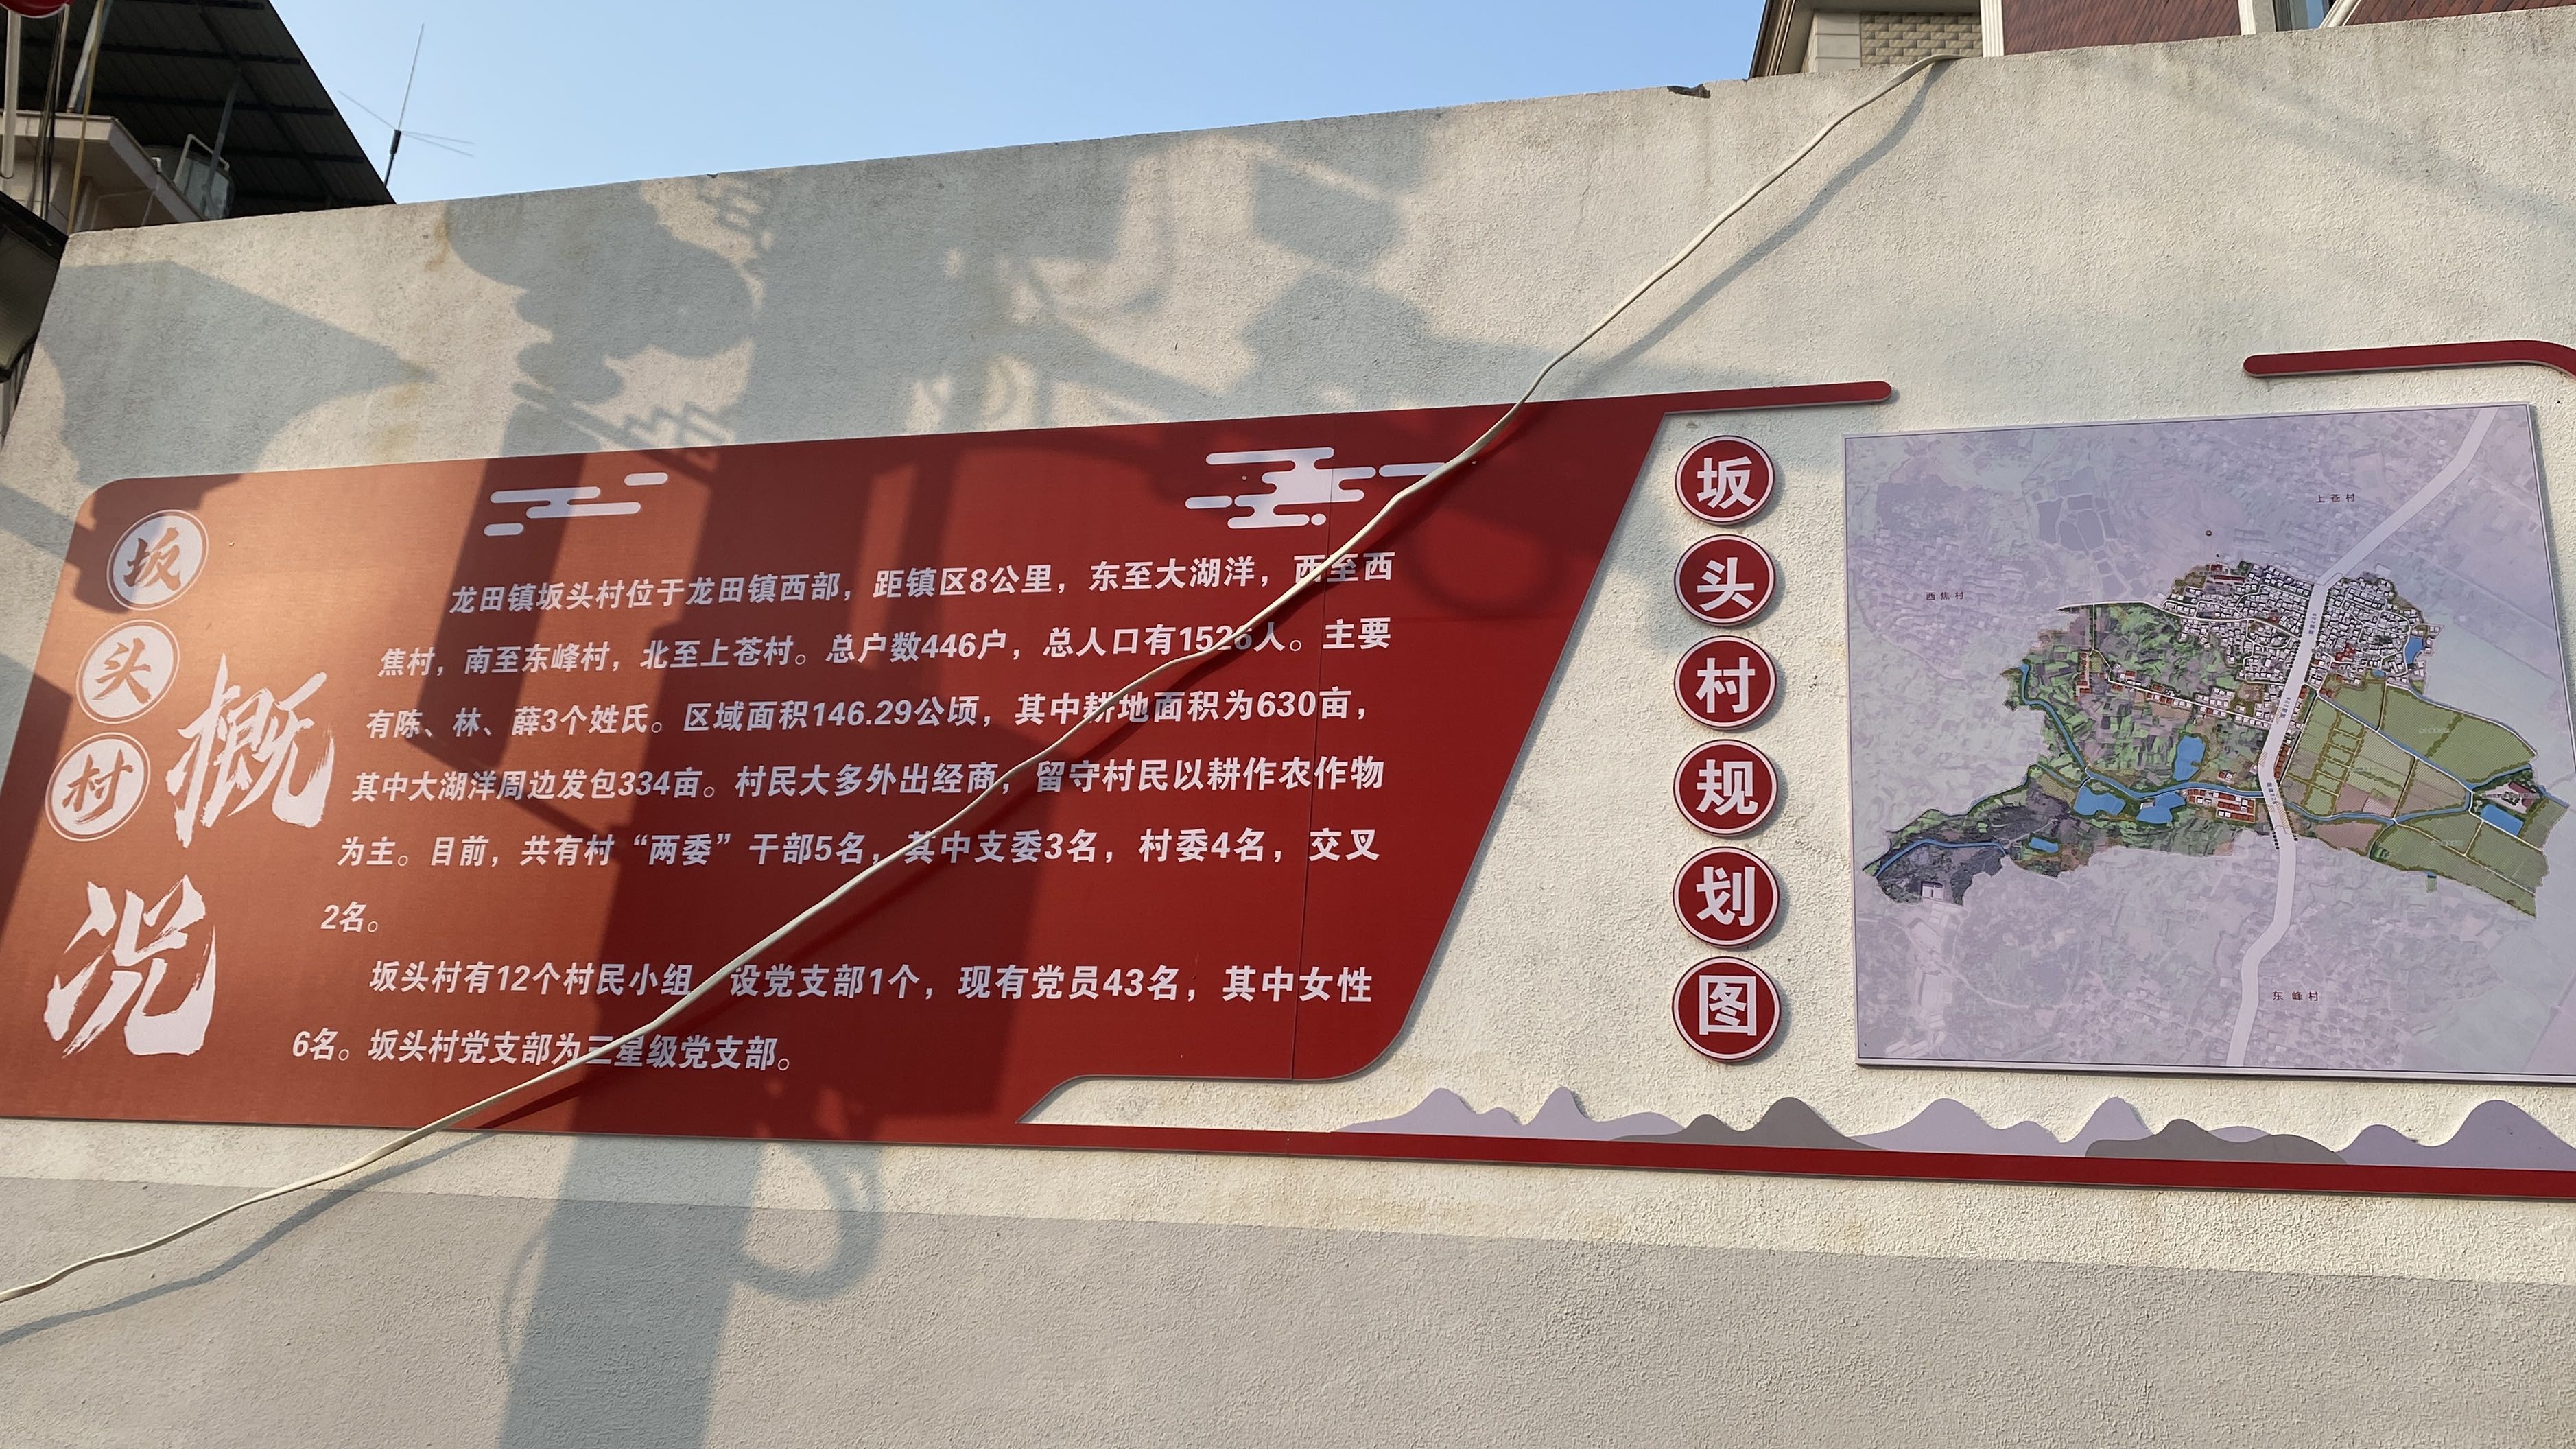 坂头村
概况
龙田镇坂头村位于龙田镇西部，距镇区8公里，东至大湖洋，西至西
焦村，南至东峰村，北至上苍村。总户数446户，总人口有1526人。主要
有陈、林、薛3个姓氏。区域面积146.29公顷，其中耕地面积为630亩，
其中大湖洋周边发包334亩。村民大多外出经商，留守村民以耕作农作物
为主。目前，共有村“两委”干部5名，其中支委3名，村委4名，交叉
2名。
坂头村有12个村民小组，设党支部1个，现有党员43名，其中女性
6名。坂头村党支部为三星级党支部。
坂头村规划图
上苍村
西焦村
东峰村